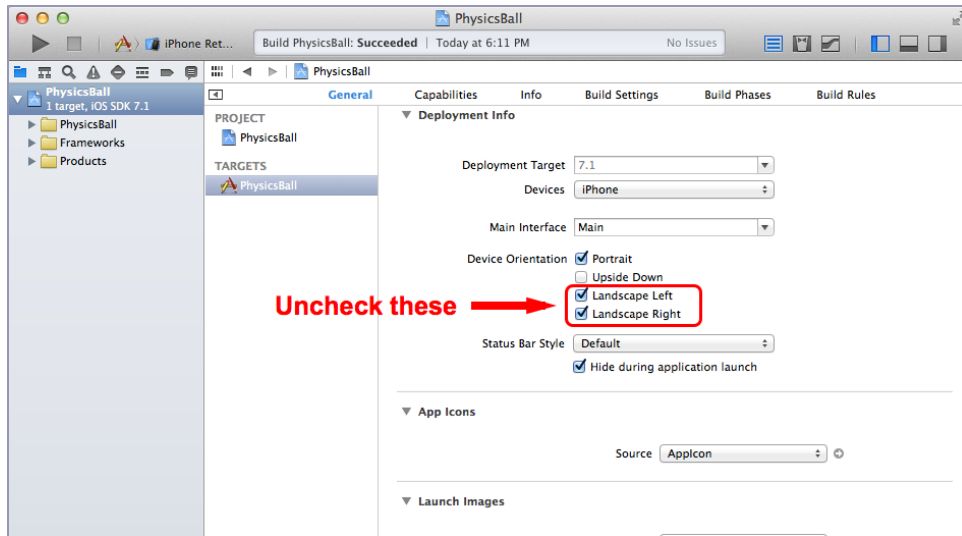 PhysicsBall
iPhone Ret...
Build PhysicsBall: Succeeded | Today at 6:11 PM
No Issues
PhysicsBall
PhysicsBall
1 target, iOS SDK 7.1
PhysicsBall
Frameworks
Products
General
Capabilities
Info
Build Settings
Build Phases
Build Rules
PROJECT
PhysicsBall
TARGETS
PhysicsBall
Deployment Info
Deployment Target 7.1
Devices iPhone
Main Interface Main
Device Orientation Portrait
Upside Down
Landscape Left
Landscape Right
Uncheck these
Status Bar Style Default
Hide during application launch
App Icons
Source AppIcon
Launch Images